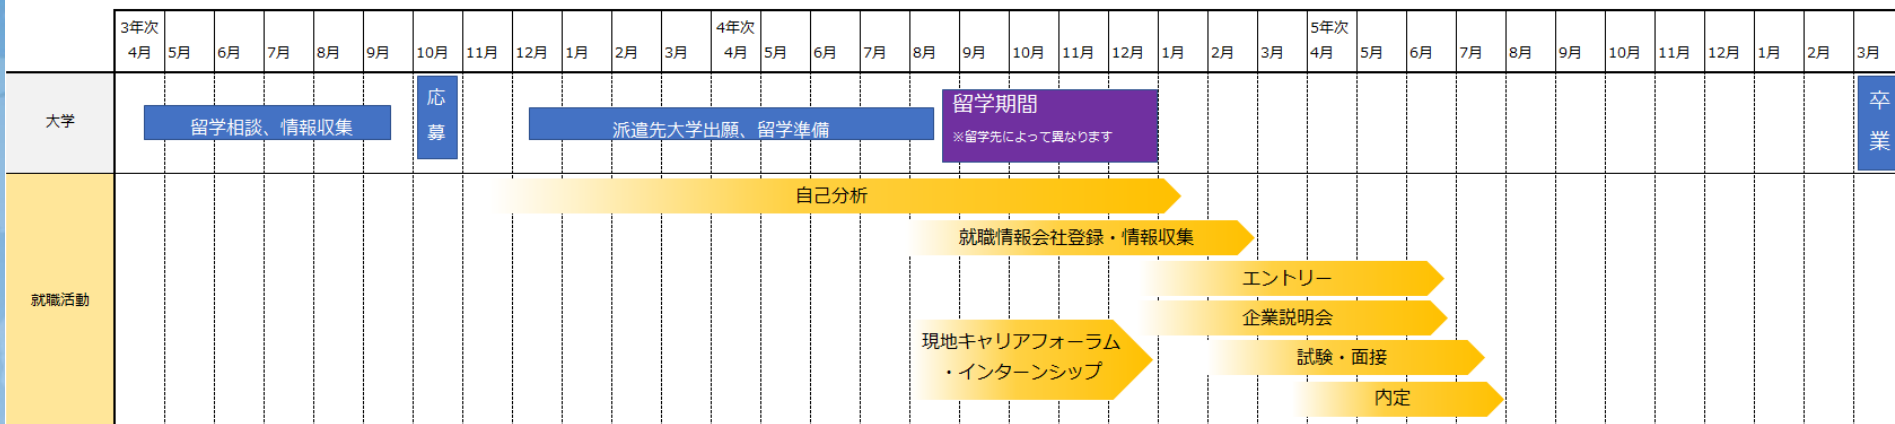 3年次 4年次 5年次
4月 5月 6月 7月 8月 9月 10月 11月 12月 1月 2月 3月 4月 5月 6月 7月 8月 9月 10月 11月 12月 1月 2月 3月 4月 5月 6月 7月 8月 9月 10月 11月 12月 1月 2月 3月
大学
留学相談、情報収集
応募
派遣先大学出願、留学準備
留学期間
※留学先によって異なります
卒業
就職活動
自己分析
就職情報会社登録・情報収集
エントリー
企業説明会
現地キャリアフォーラム
・インターンシップ
試験・面接
内定